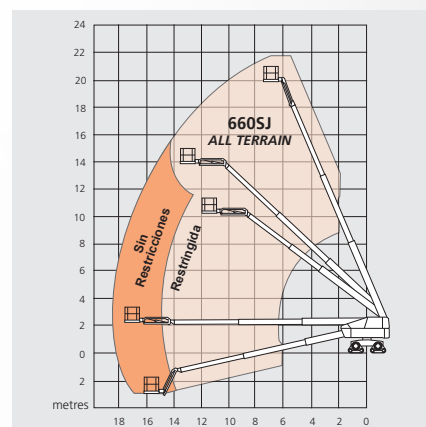 24
22
20
18
16
14
12
10
8
6
4
2
0
2
metres
660SJ
ALL TERRAIN
Sin
Restricciones
Restringida
18 16 14 12 10 8 6 4 2 0